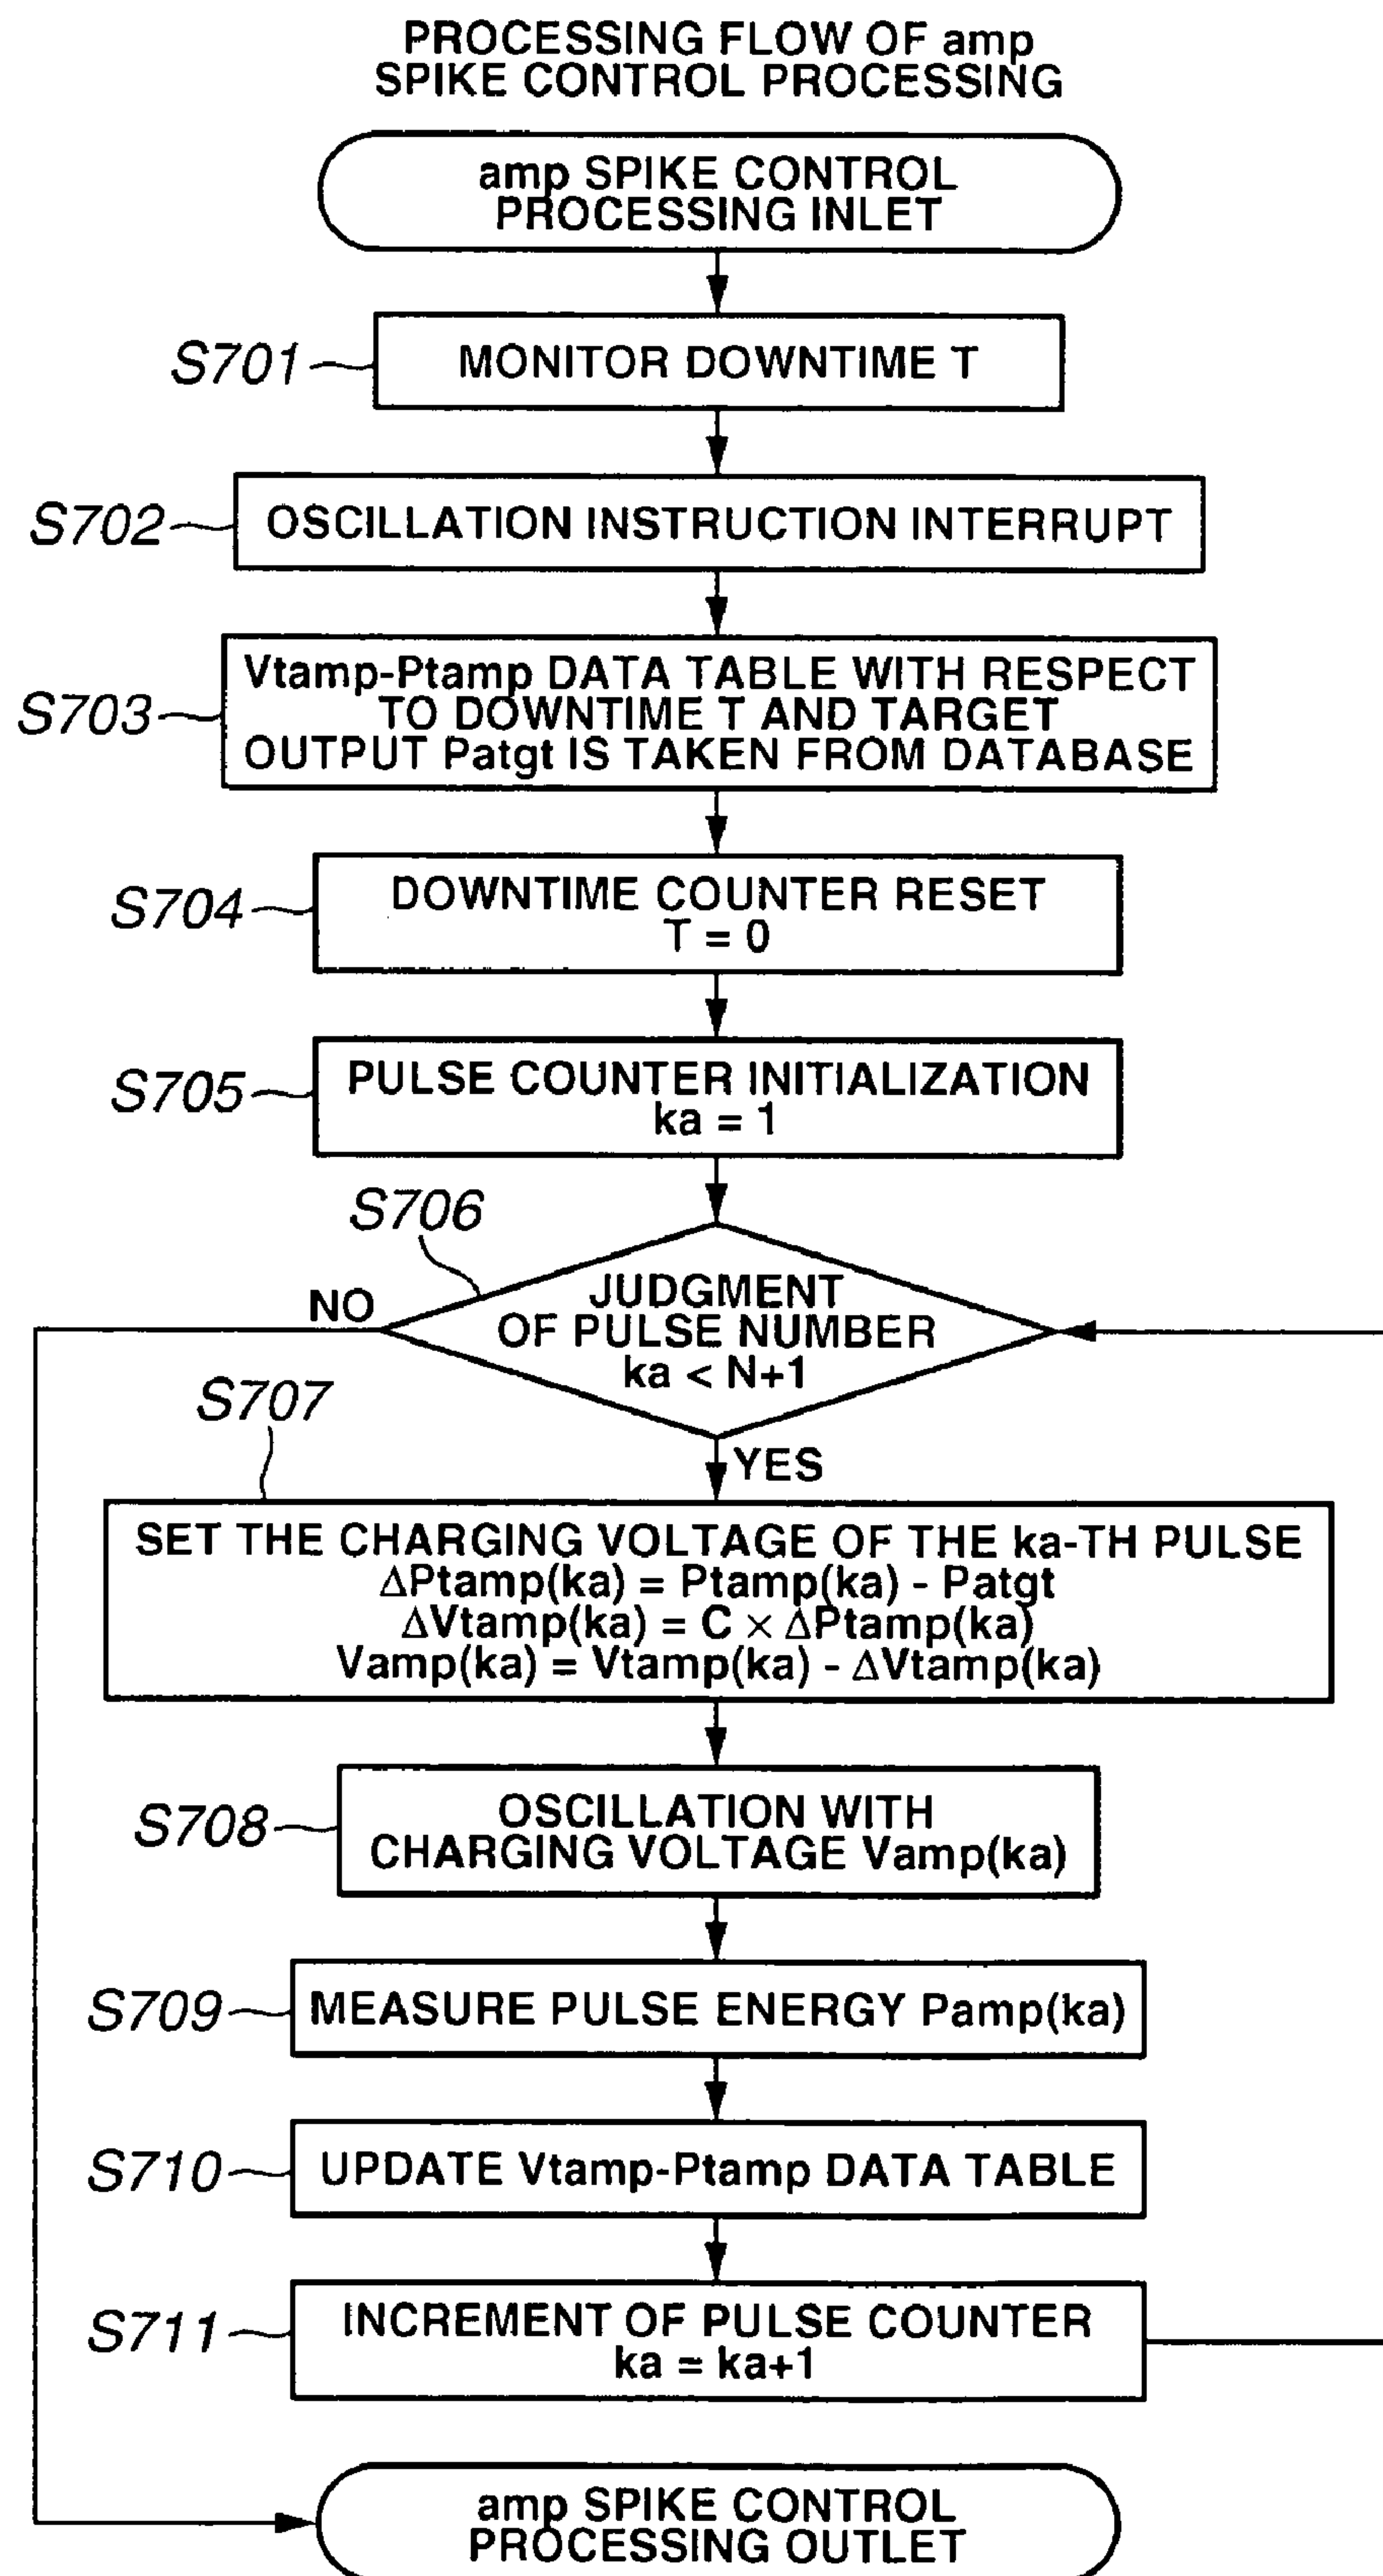 PROCESSING FLOW OF amp
SPIKE CONTROL PROCESSING
amp SPIKE CONTROL
PROCESSING INLET
S701
MONITOR DOWNTIME T
S702
OSCILLATION INSTRUCTION INTERRUPT
S703
Vtamp-Ptamp DATA TABLE WITH RESPECT
TO DOWNTIME T AND TARGET
OUTPUT Patgt IS TAKEN FROM DATABASE
S704
DOWNTIME COUNTER RESET
T = 0
S705
PULSE COUNTER INITIALIZATION
ka = 1
S706
NO
JUDGMENT
OF PULSE NUMBER
ka < N+1
YES
S707
SET THE CHARGING VOLTAGE OF THE ka-TH PULSE
ΔPtamp(ka) = Ptamp(ka) - Patgt
ΔVtamp(ka) = C × ΔPtamp(ka)
Vamp(ka) = Vtamp(ka) - ΔVtamp(ka)
S708
OSCILLATION WITH
CHARGING VOLTAGE Vamp(ka)
S709
MEASURE PULSE ENERGY Pamp(ka)
S710
UPDATE Vtamp-Ptamp DATA TABLE
S711
INCREMENT OF PULSE COUNTER
ka = ka+1
amp SPIKE CONTROL
PROCESSING OUTLET